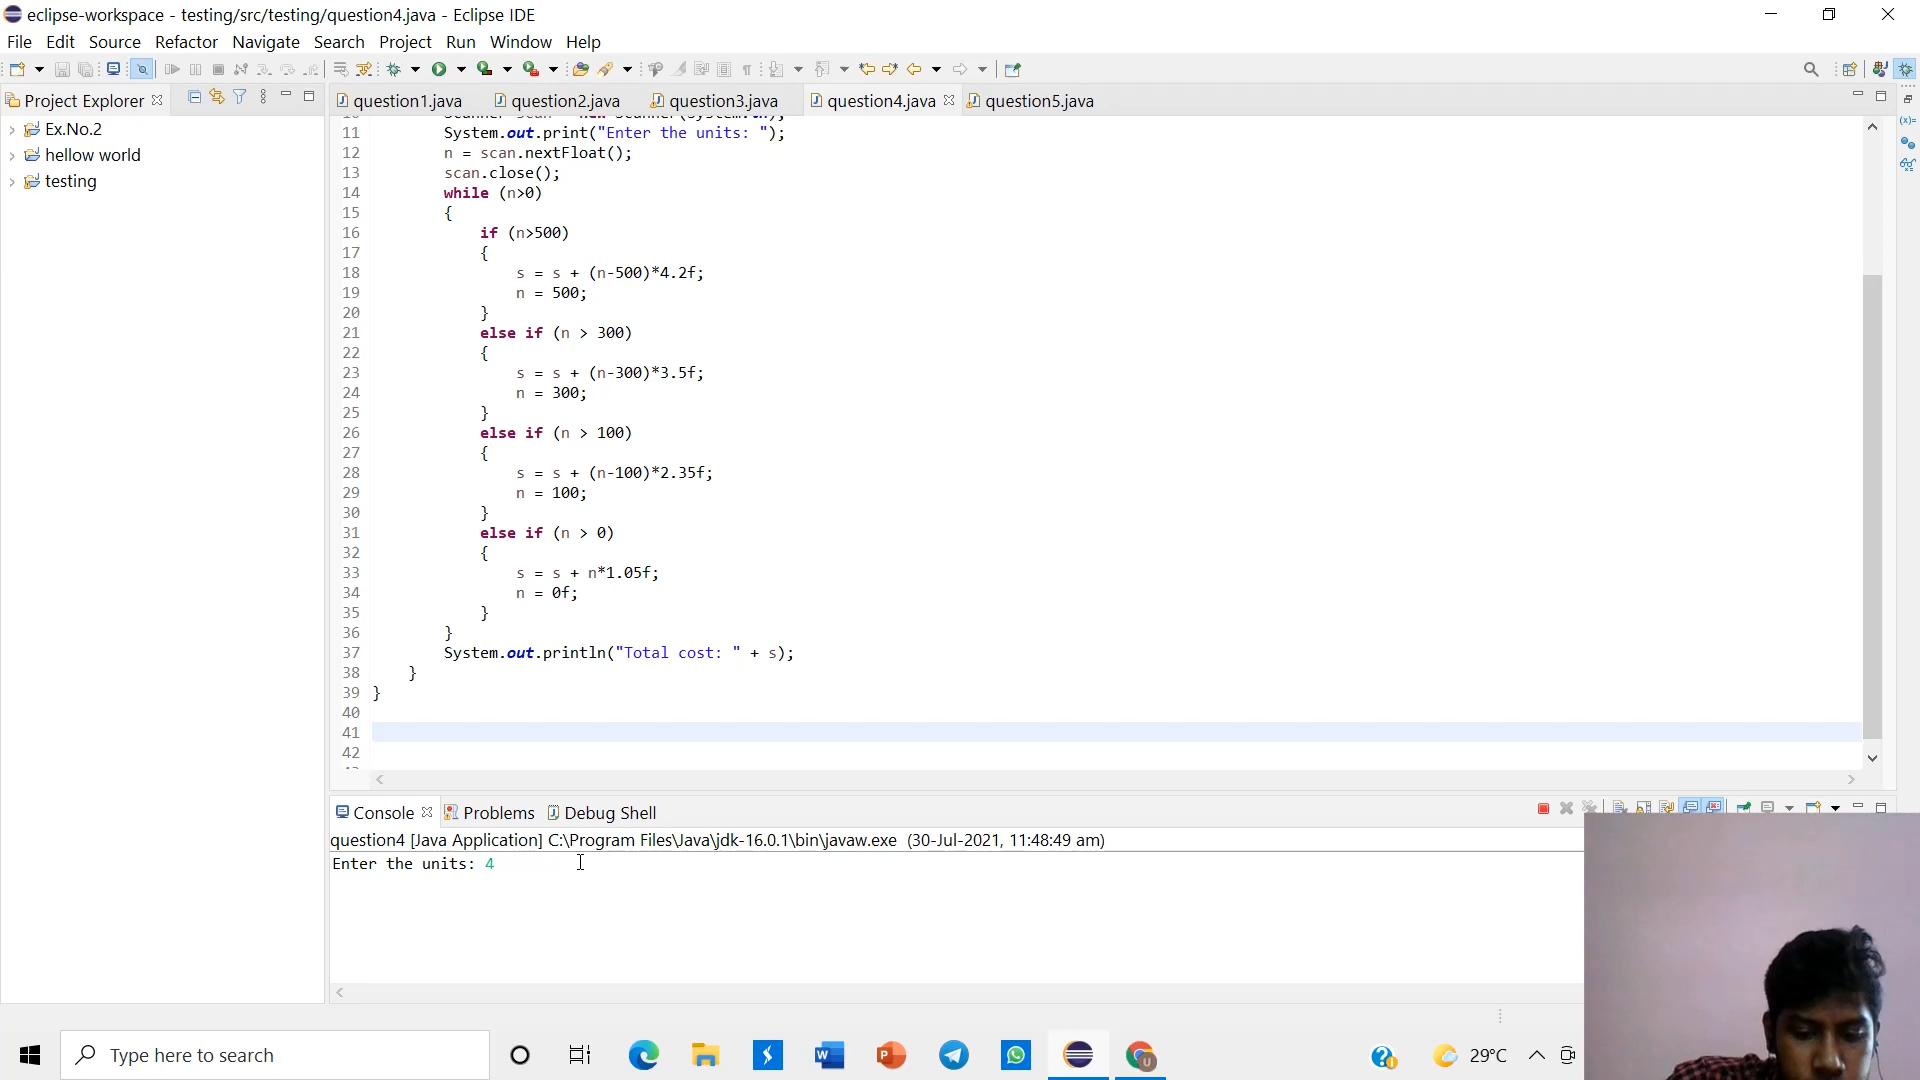 eclipse-workspace - testing/src/testing/question4.java - Eclipse IDE
File Edit Source Refactor Navigate Search Project Run Window Help
Project Explorer
question1.java question2.java question3.java question4.java question5.java
Ex.No.2
hellow world
testing
11 System.out.print("Enter the units: ");
12 n = scan.nextFloat();
13 scan.close();
14 while (n>0)
15 {
16 if (n>500)
17 {
18 s = s + (n-500)*4.2f;
19 n = 500;
20 }
21 else if (n > 300)
22 {
23 s = s + (n-300)*3.5f;
24 n = 300;
25 }
26 else if (n > 100)
27 {
28 s = s + (n-100)*2.35f;
29 n = 100;
30 }
31 else if (n > 0)
32 {
33 s = s + n*1.05f;
34 n = 0f;
35 }
36 }
37 System.out.println("Total cost: " + s);
38 }
39 }
40
41
42
Console Problems Debug Shell
question4 [Java Application] C:\Program Files\Java\jdk-16.0.1\bin\javaw.exe (30-Jul-2021, 11:48:49 am)
Enter the units: 4
Type here to search
29°C